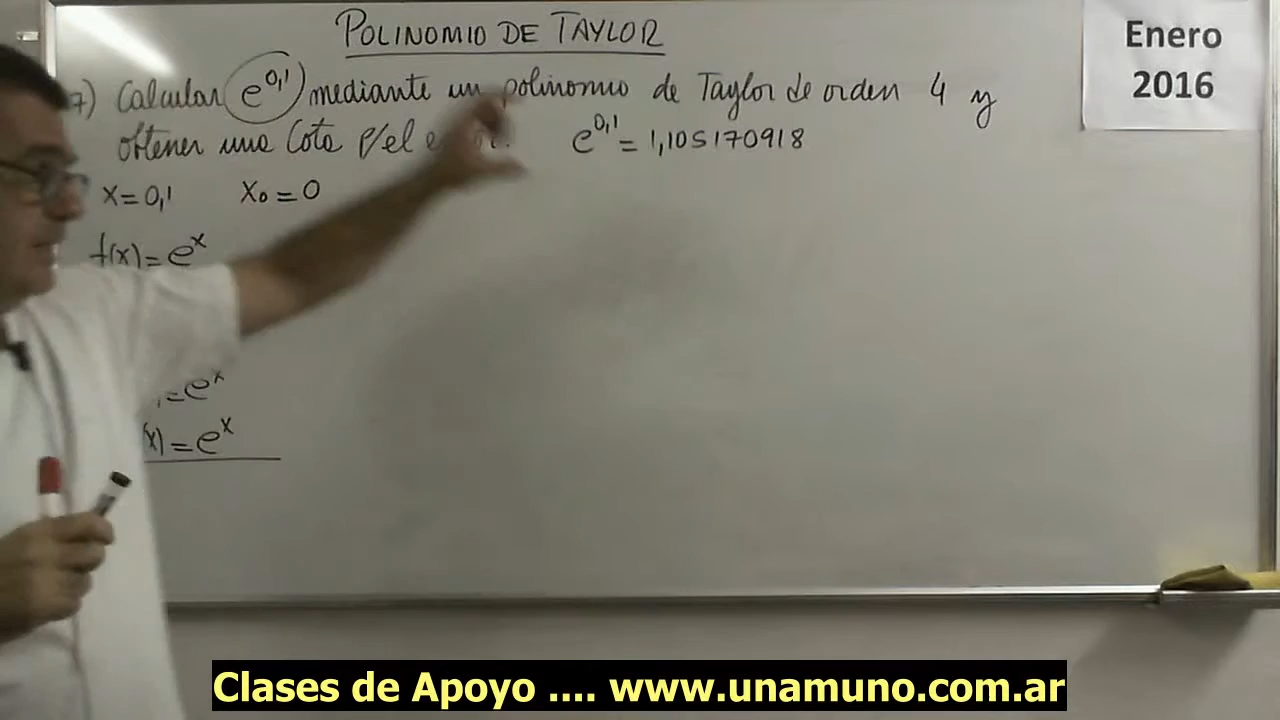 POLINOMIO DE TAYLOR
Enero
2016
7) Calcular e^0,1 mediante un polinomio de Taylor de orden 4 y
obtener una Cota p/el
e^0,1 = 1,105170918
x = 0,1 x₀ = 0
f(x) = e^x
= e^x
(x) = e^x
Clases de Apoyo .... www.unamuno.com.ar